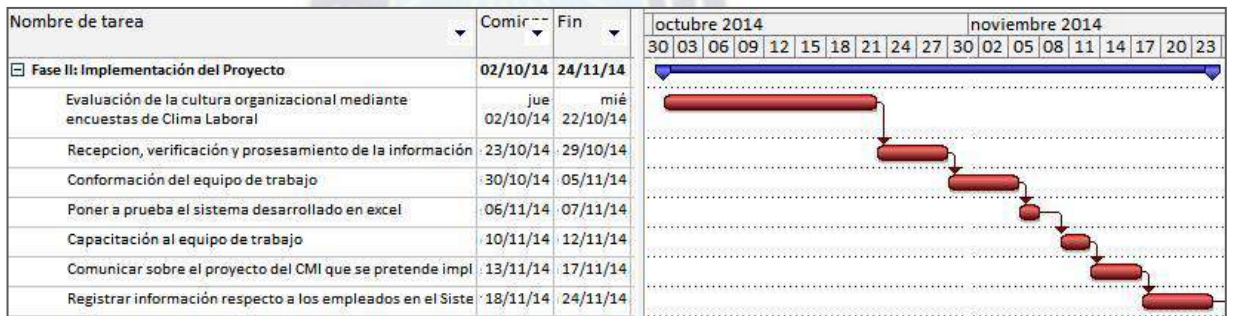 Nombre de tarea Fin octubre 2014 noviembre 2014
30 03 06 09 12 15 18 21 24 27 30 02 05 08 11 14 17 20 23
Fase II: Implementación del Proyecto 02/10/14 24/11/14
Evaluación de la cultura organizacional mediante jue mié
encuestas de Clima Laboral 02/10/14 22/10/14
Recepcion, verificación y prosesamiento de la información 23/10/14 29/10/14
Conformación del equipo de trabajo 30/10/14 05/11/14
Poner a prueba el sistema desarrollado en excel 06/11/14 07/11/14
Capacitación al equipo de trabajo 10/11/14 12/11/14
Comunicar sobre el proyecto del CMI que se pretende impl 13/11/14 17/11/14
Registrar información respecto a los empleados en el Siste 18/11/14 24/11/14